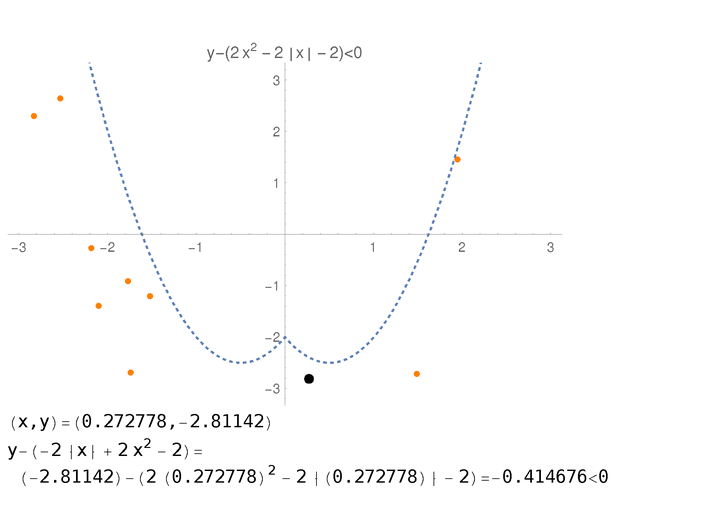 y−(2 x² − 2 |x| − 2)<0
3
2
1
−3 −2 −1 1 2 3
−1
−2
−3
(x,y)=(0.272778,−2.81142)
y−(−2 |x| + 2 x² − 2)=
(−2.81142)−(2 (0.272778)² − 2 |(0.272778)| − 2)=−0.414676<0